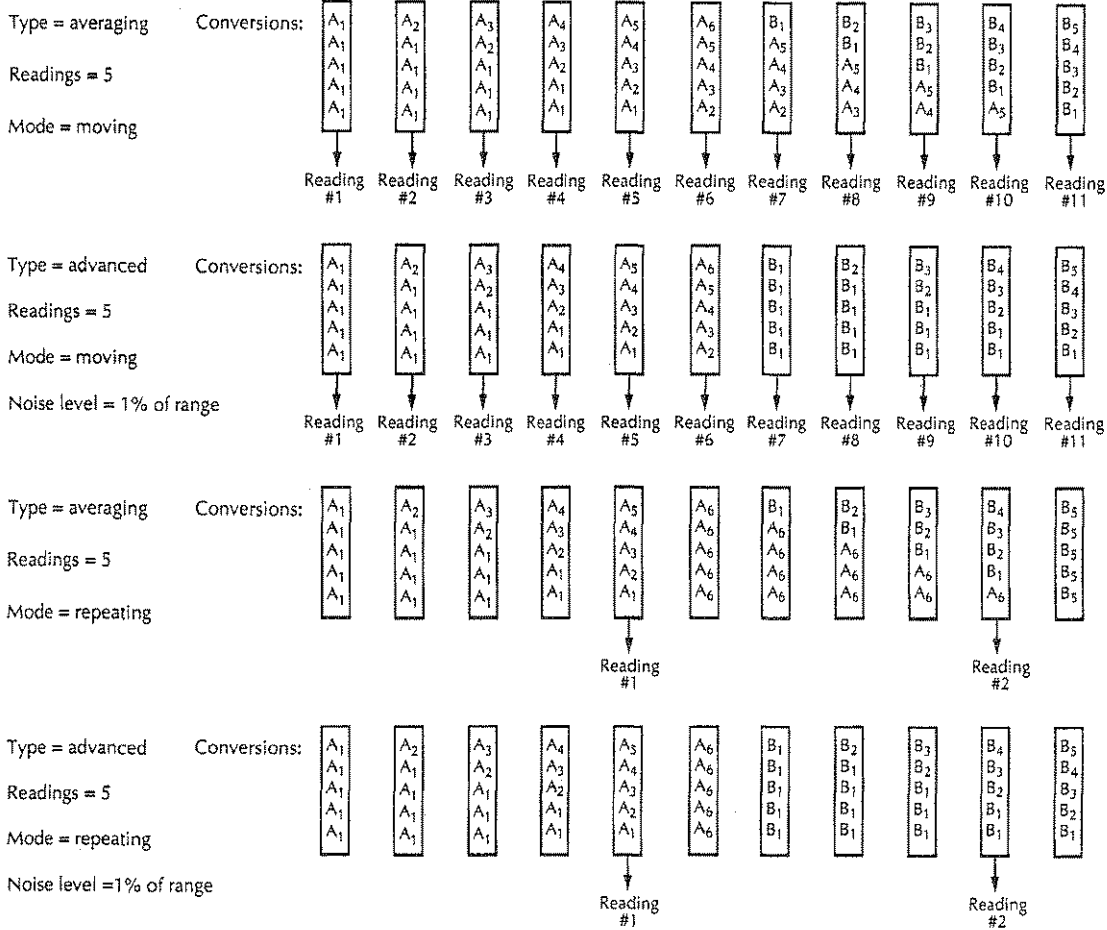 Type = averaging Conversions: A₁ A₂ A₃ A₄ A₅ A₆ B₁ B₂ B₃ B₄ B₅
A₁ A₁ A₂ A₃ A₄ A₅ A₅ B₁ B₂ B₃ B₄
Readings = 5 A₁ A₁ A₁ A₂ A₃ A₄ A₄ A₅ B₁ B₂ B₃
A₁ A₁ A₁ A₁ A₂ A₃ A₃ A₄ A₅ B₁ B₂
A₁ A₁ A₁ A₁ A₁ A₂ A₂ A₃ A₄ A₅ B₁
Mode = moving
Reading Reading Reading Reading Reading Reading Reading Reading Reading Reading Reading
#1 #2 #3 #4 #5 #6 #7 #8 #9 #10 #11
Type = advanced Conversions: A₁ A₂ A₃ A₄ A₅ A₆ B₁ B₂ B₃ B₄ B₅
A₁ A₁ A₂ A₃ A₄ A₅ B₁ B₁ B₂ B₃ B₄
Readings = 5 A₁ A₁ A₁ A₂ A₃ A₄ B₁ B₁ B₁ B₂ B₃
A₁ A₁ A₁ A₁ A₂ A₃ B₁ B₁ B₁ B₁ B₂
Mode = moving A₁ A₁ A₁ A₁ A₁ A₂ B₁ B₁ B₁ B₁ B₁
Noise level = 1% of range
Reading Reading Reading Reading Reading Reading Reading Reading Reading Reading Reading
#1 #2 #3 #4 #5 #6 #7 #8 #9 #10 #11
Type = averaging Conversions: A₁ A₂ A₃ A₄ A₅ A₆ B₁ B₂ B₃ B₄ B₅
A₁ A₁ A₂ A₃ A₄ A₆ A₆ B₁ B₂ B₃ B₅
Readings = 5 A₁ A₁ A₁ A₂ A₃ A₆ A₆ A₆ B₁ B₂ B₅
A₁ A₁ A₁ A₁ A₂ A₆ A₆ A₆ A₆ B₁ B₅
A₁ A₁ A₁ A₁ A₁ A₆ A₆ A₆ A₆ A₆ B₅
Mode = repeating
Reading Reading
#1 #2
Type = advanced Conversions: A₁ A₂ A₃ A₄ A₅ A₆ B₁ B₂ B₃ B₄ B₅
A₁ A₁ A₂ A₃ A₄ A₆ B₁ B₁ B₂ B₃ B₄
Readings = 5 A₁ A₁ A₁ A₂ A₃ A₆ B₁ B₁ B₁ B₂ B₃
A₁ A₁ A₁ A₁ A₂ A₆ B₁ B₁ B₁ B₁ B₂
Mode = repeating A₁ A₁ A₁ A₁ A₁ A₆ B₁ B₁ B₁ B₁ B₁
Noise level =1% of range
Reading Reading
#1 #2